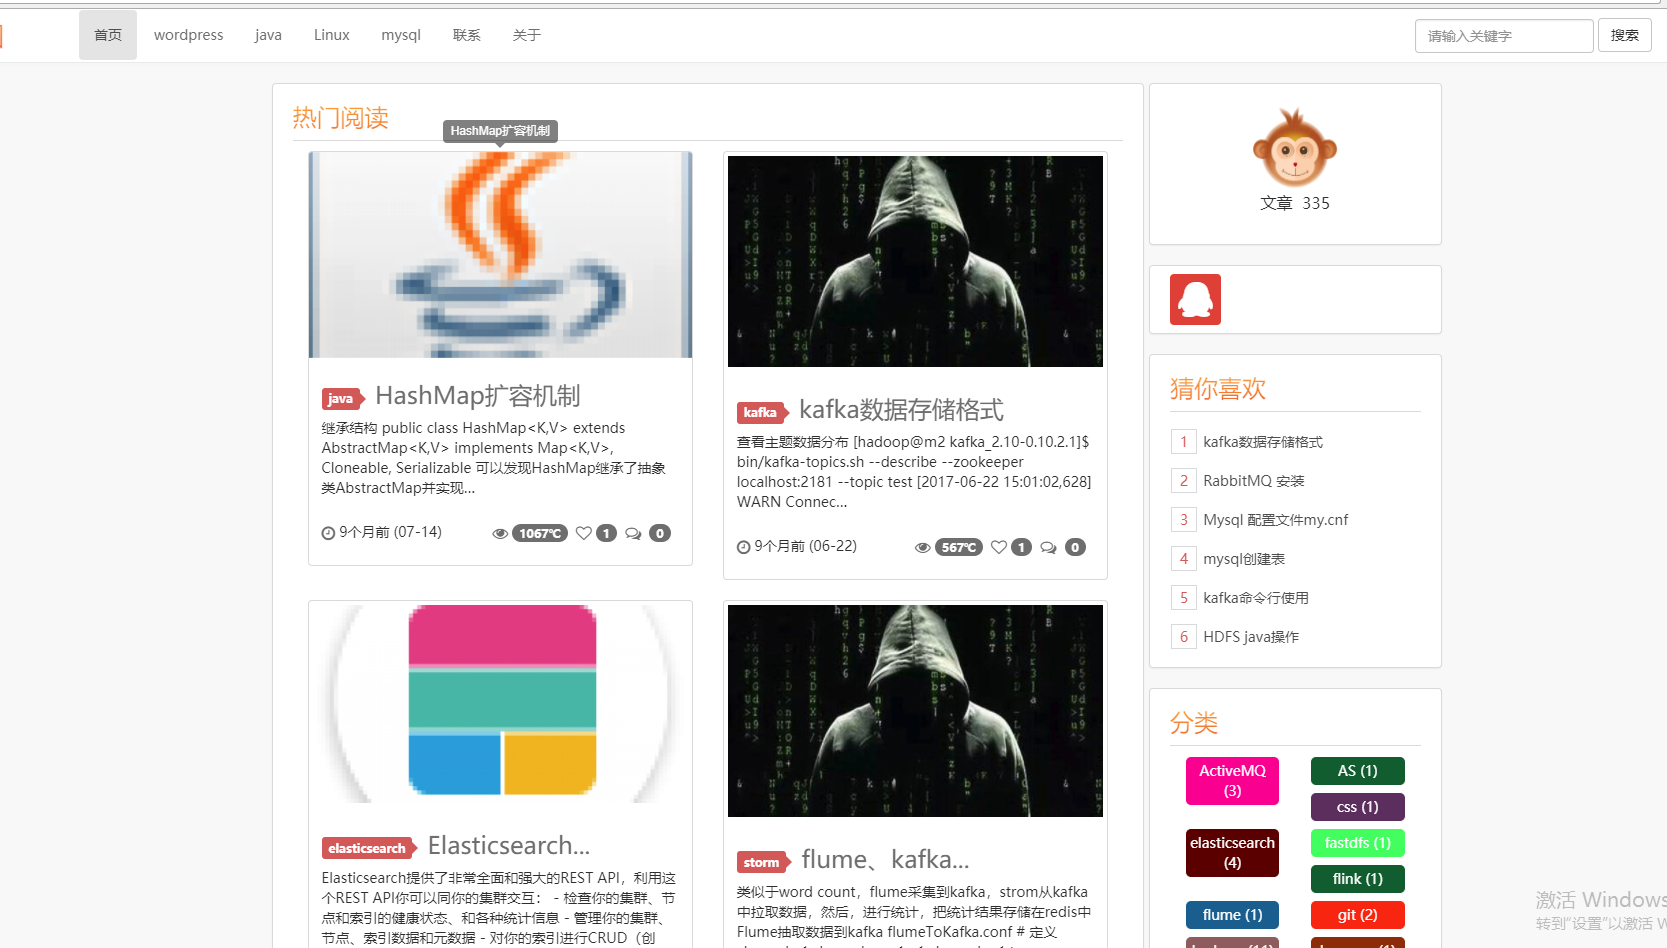 首页 wordpress java Linux mysql 联系 关于 请输入关键字 搜索
热门阅读
HashMap扩容机制
java HashMap扩容机制
继承结构 public class HashMap<K,V> extends
AbstractMap<K,V> implements Map<K,V>,
Cloneable, Serializable 可以发现HashMap继承了抽象
类AbstractMap并实现...
9个月前 (07-14) 1067℃ 1 0
kafka kafka数据存储格式
查看主题数据分布 [hadoop@m2 kafka_2.10-0.10.2.1]$
bin/kafka-topics.sh --describe --zookeeper
localhost:2181 --topic test [2017-06-22 15:01:02,628]
WARN Connec...
9个月前 (06-22) 567℃ 1 0
elasticsearch Elasticsearch...
Elasticsearch提供了非常全面和强大的REST API，利用这
个REST API你可以同你的集群交互： - 检查你的集群、节
点和索引的健康状态、和各种统计信息 - 管理你的集群、
节点、索引数据和元数据 - 对你的索引进行CRUD（创
storm flume、kafka...
类似于word count，flume采集到kafka，strom从kafka
中拉取数据，然后，进行统计，把统计结果存储在redis中
Flume抽取数据到kafka flumeToKafka.conf # 定义
文章 335
猜你喜欢
1 kafka数据存储格式
2 RabbitMQ 安装
3 Mysql 配置文件my.cnf
4 mysql创建表
5 kafka命令行使用
6 HDFS java操作
分类
ActiveMQ
(3)
AS (1)
css (1)
elasticsearch
(4)
fastdfs (1)
flink (1)
flume (1)
git (2)
激活 Windows
转到"设置"以激活 W